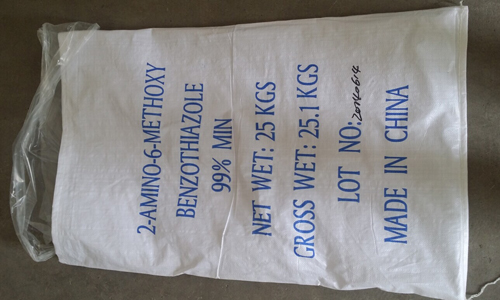 2-AMINO-6-METHOXY
BENZOTHIAZOLE
99% MIN
NET WET: 25 KGS
GROSS WET: 25.1 KGS
LOT NO: 20140614
MADE IN CHINA